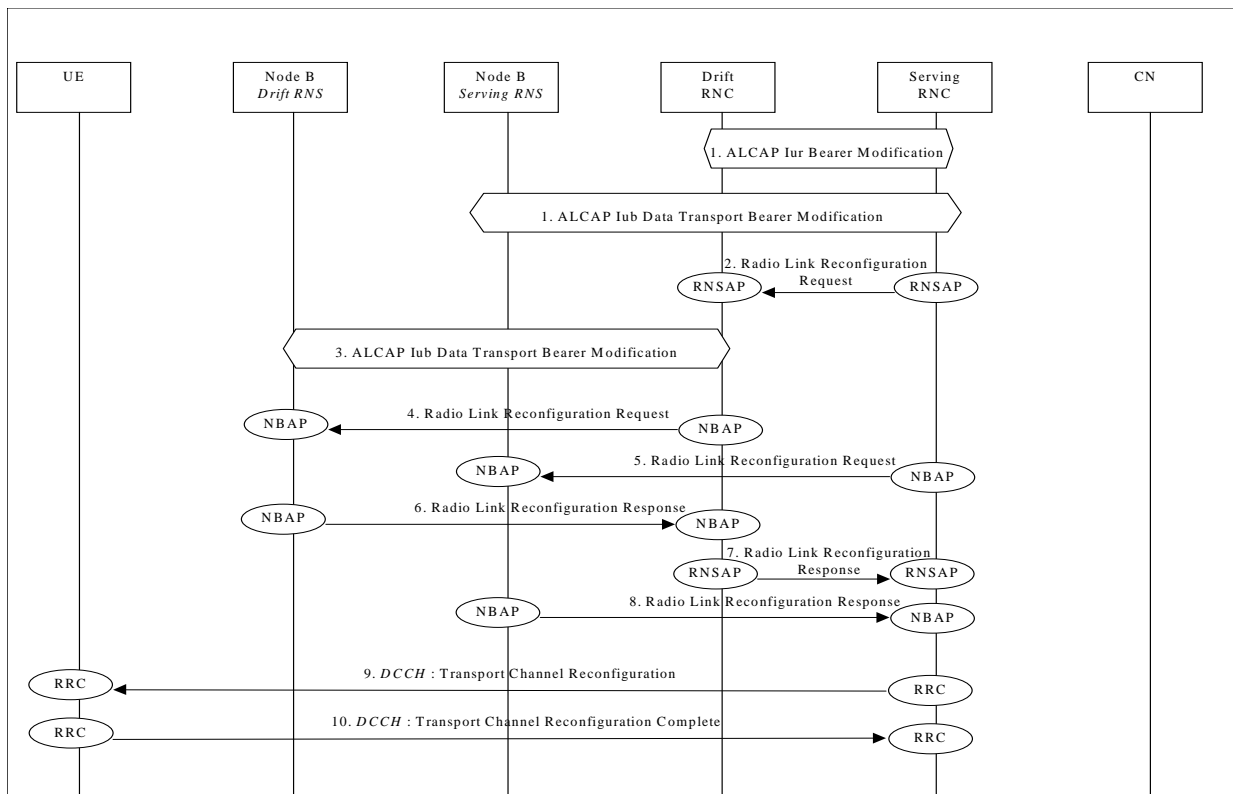 UE
Node B
Drift RNS
Node B
Serving RNS
Drift
RNC
Serving
RNC
CN
1. ALCAP Iur Bearer Modification
1. ALCAP Iub Data Transport Bearer Modification
2. Radio Link Reconfiguration
Request
RNSAP
RNSAP
3. ALCAP Iub Data Transport Bearer Modification
4. Radio Link Reconfiguration Request
NBAP
NBAP
5. Radio Link Reconfiguration Request
NBAP
NBAP
6. Radio Link Reconfiguration Response
NBAP
NBAP
7. Radio Link Reconfiguration
Response
RNSAP
RNSAP
8. Radio Link Reconfiguration Response
NBAP
NBAP
9. DCCH : Transport Channel Reconfiguration
RRC
RRC
10. DCCH : Transport Channel Reconfiguration Complete
RRC
RRC